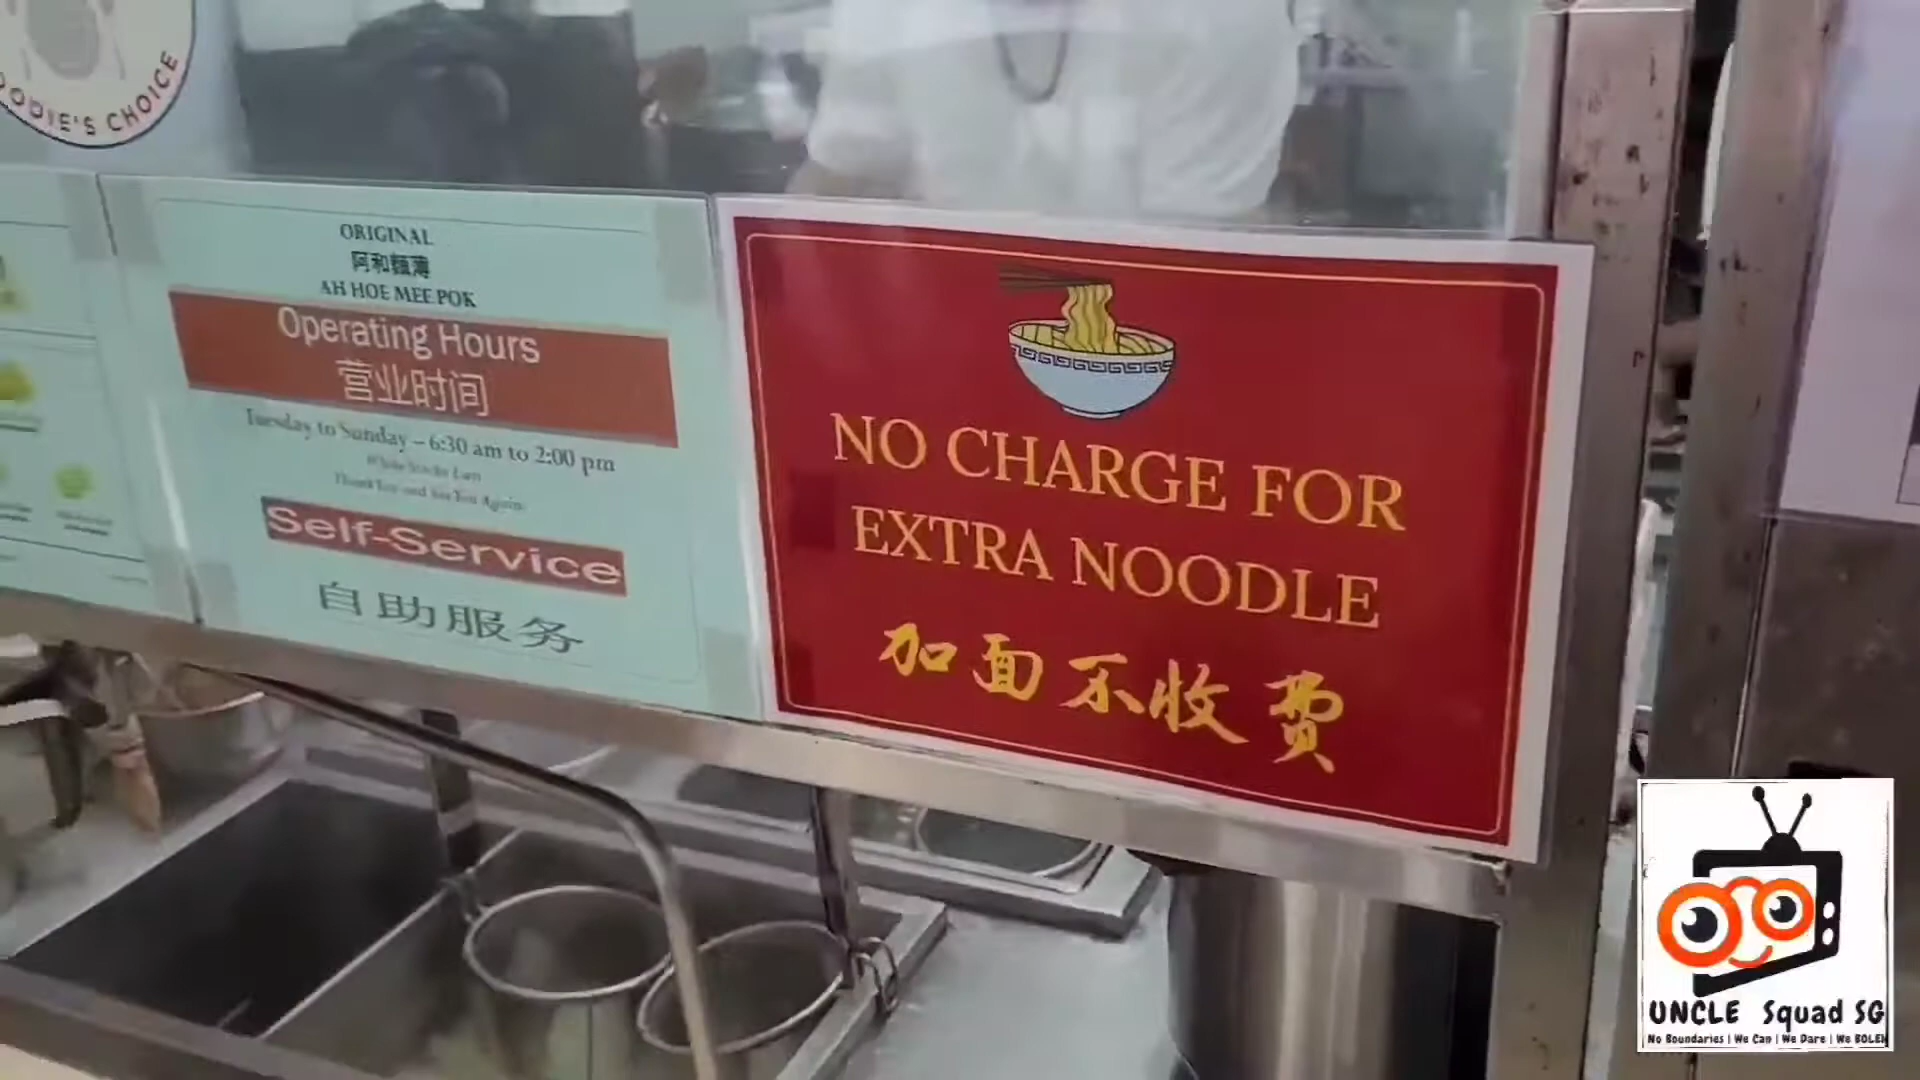 CHOICE
ORIGINAL
阿和麵薄
AH HOE MEE POK
Operating Hours
营业时间
Tuesday to Sunday – 6:30 am to 2:00 pm
While Stocks Last
Thank You and See You Again
Self-Service
自助服务
NO CHARGE FOR
EXTRA NOODLE
加面不收费
UNCLE Squad SG
No Boundaries | We Can | We Dare | We BOLEH